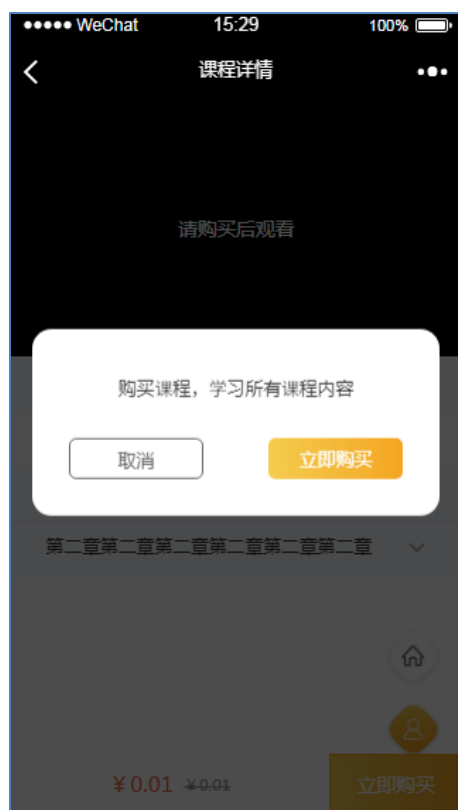 WeChat 15:29 100%
课程详情
请购买后观看
购买课程，学习所有课程内容
取消 立即购买
第二章第二章第二章第二章第二章第二章
￥0.01 ￥0.01 立即购买